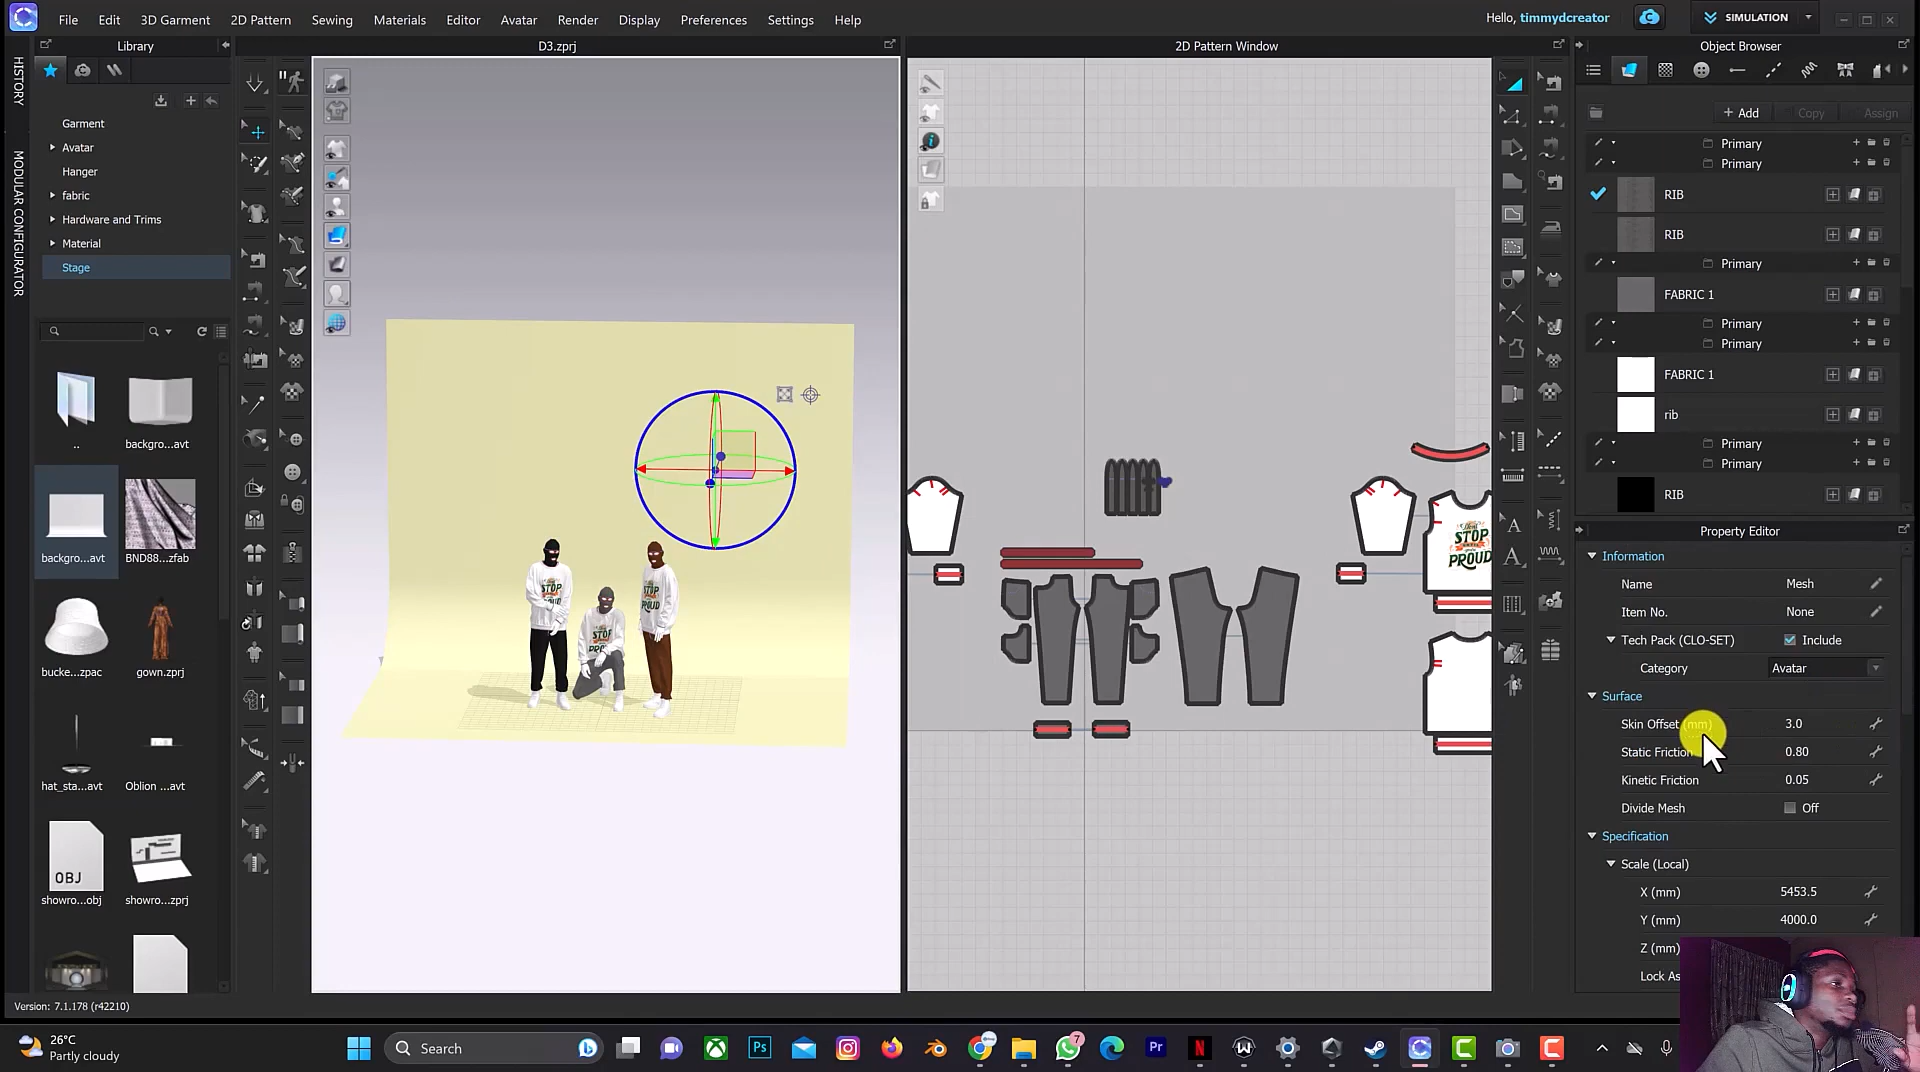 File Edit 3D Garment 2D Pattern Sewing Materials Editor Avatar Render Display Preferences Settings Help
Hello, timmydcreator
SIMULATION
HISTORY
MODULAR CONFIGURATOR
Library
D3.zprj
2D Pattern Window
Object Browser
Garment
Avatar
Hanger
fabric
Hardware and Trims
Material
Stage
..
backgro...avt
backgro...avt
BND88...zfab
bucke...zpac
gown.zprj
hat_sta...avt
Oblion ...avt
OBJ
showro...obj
showro...zprj
Version: 7.1.178 (r42210)
STOP
PROUD
+ Add
Copy
Assign
Primary
Primary
RIB
RIB
Primary
FABRIC 1
Primary
Primary
FABRIC 1
rib
Primary
Primary
RIB
Property Editor
Information
Name Mesh
Item No. None
Tech Pack (CLO-SET) Include
Category Avatar
Surface
Skin Offset (mm) 3.0
Static Friction 0.80
Kinetic Friction 0.05
Divide Mesh Off
Specification
Scale (Local)
X (mm) 5453.5
Y (mm) 4000.0
Z (mm)
Lock As
26°C
Partly cloudy
Search
Ps
7
Pr
N